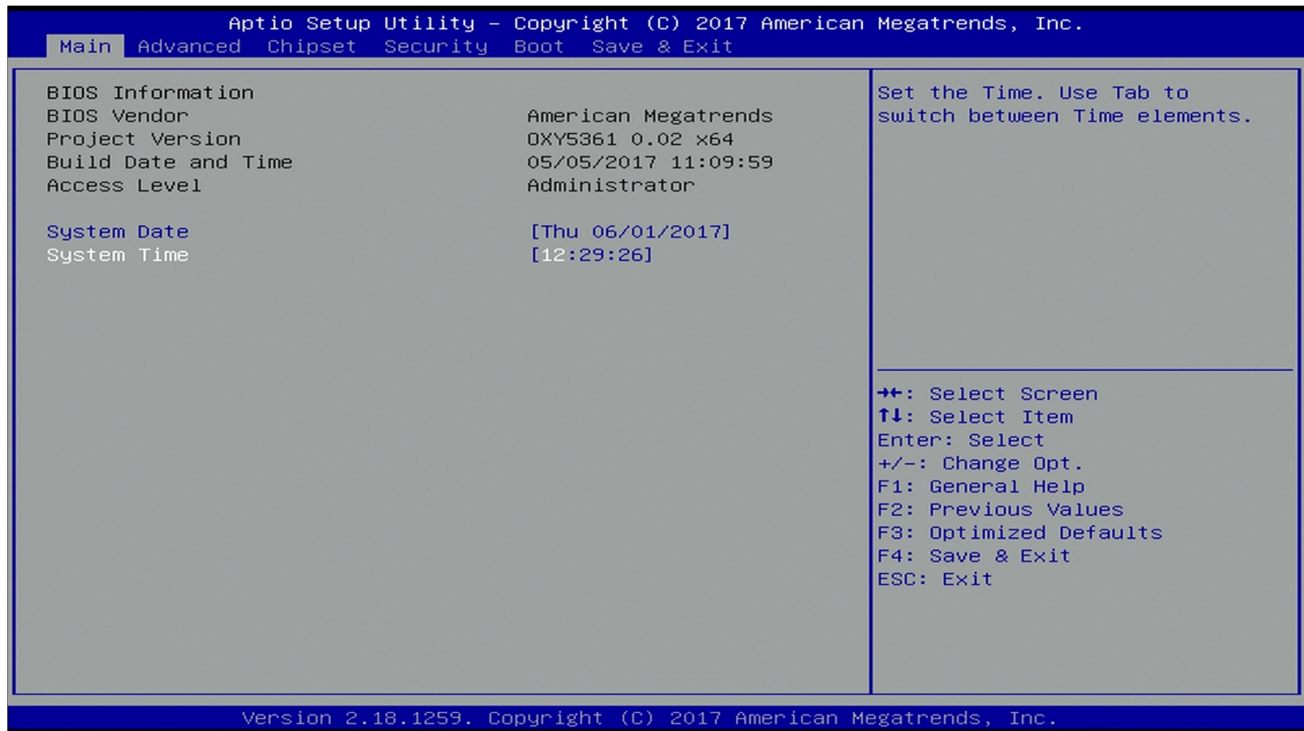 Aptio Setup Utility – Copyright (C) 2017 American Megatrends, Inc.
Main Advanced Chipset Security Boot Save & Exit
BIOS Information
BIOS Vendor American Megatrends
Project Version OXY5361 0.02 x64
Build Date and Time 05/05/2017 11:09:59
Access Level Administrator
System Date [Thu 06/01/2017]
System Time [12:29:26]
Set the Time. Use Tab to
switch between Time elements.
→←: Select Screen
↑↓: Select Item
Enter: Select
+/-: Change Opt.
F1: General Help
F2: Previous Values
F3: Optimized Defaults
F4: Save & Exit
ESC: Exit
Version 2.18.1259. Copyright (C) 2017 American Megatrends, Inc.